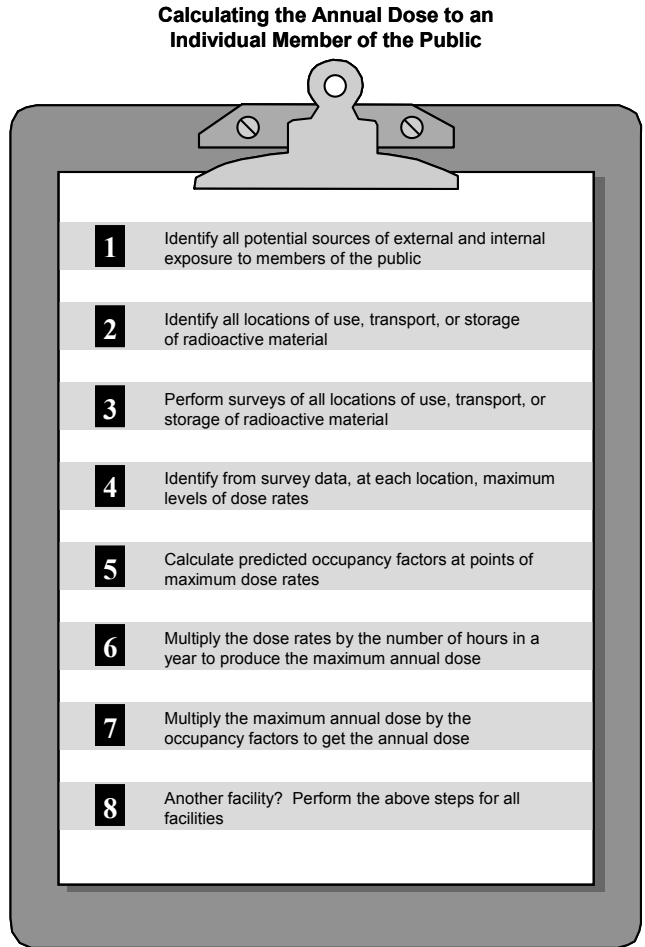 Calculating the Annual Dose to an
Individual Member of the Public
1
Identify all potential sources of external and internal
exposure to members of the public
2
Identify all locations of use, transport, or storage
of radioactive material
3
Perform surveys of all locations of use, transport, or
storage of radioactive material
4
Identify from survey data, at each location, maximum
levels of dose rates
5
Calculate predicted occupancy factors at points of
maximum dose rates
6
Multiply the dose rates by the number of hours in a
year to produce the maximum annual dose
7
Multiply the maximum annual dose by the
occupancy factors to get the annual dose
8
Another facility? Perform the above steps for all
facilities